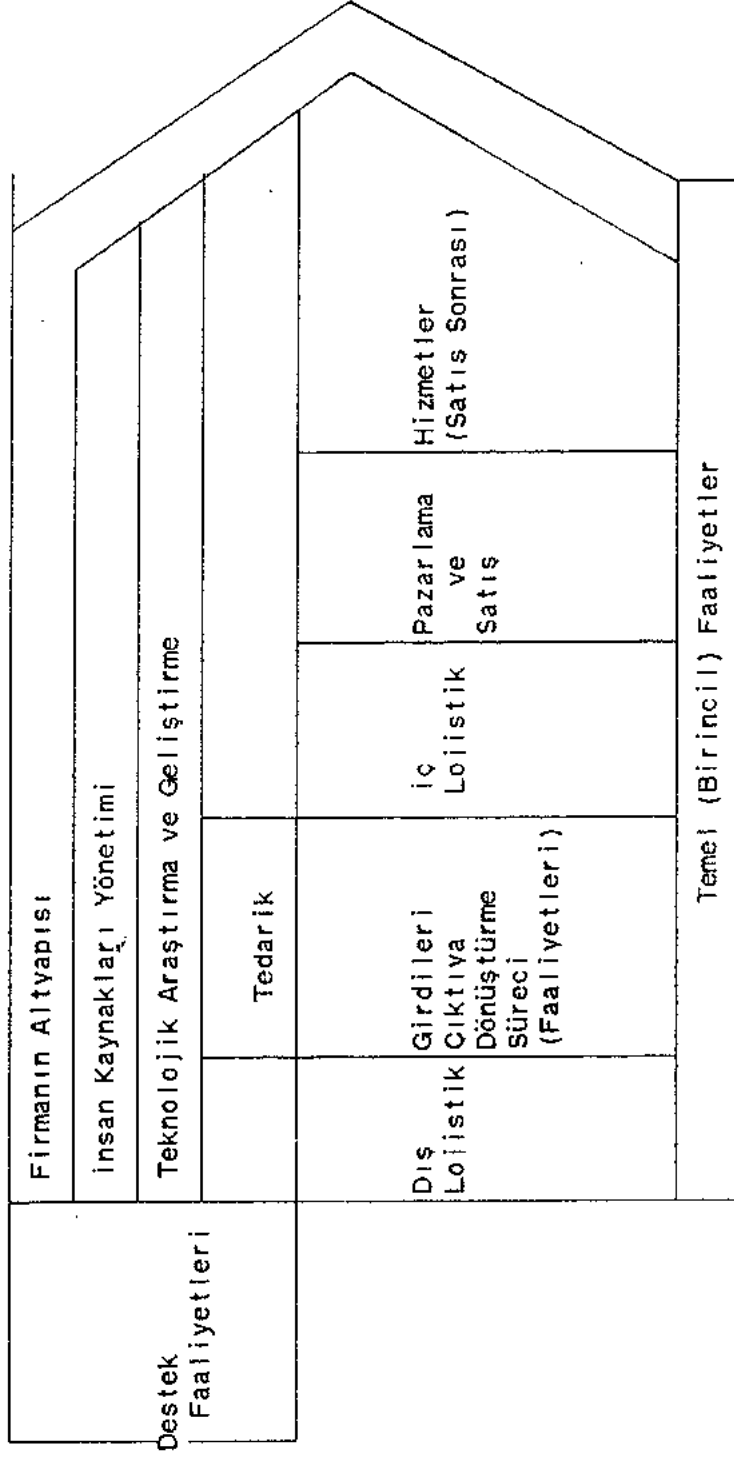 Destek
Faaliyetleri
Firmanın Altyapısı
İnsan Kaynakları Yönetimi
Teknolojik Araştırma ve Geliştirme
Tedarik
Dış
Lojistik
Girdileri
Çıktıya
Dönüştürme
Süreci
(Faaliyetleri)
İç
Lojistik
Pazarlama
ve
Satış
Hizmetler
(Satış Sonrası)
Temel (Birincil) Faaliyetler